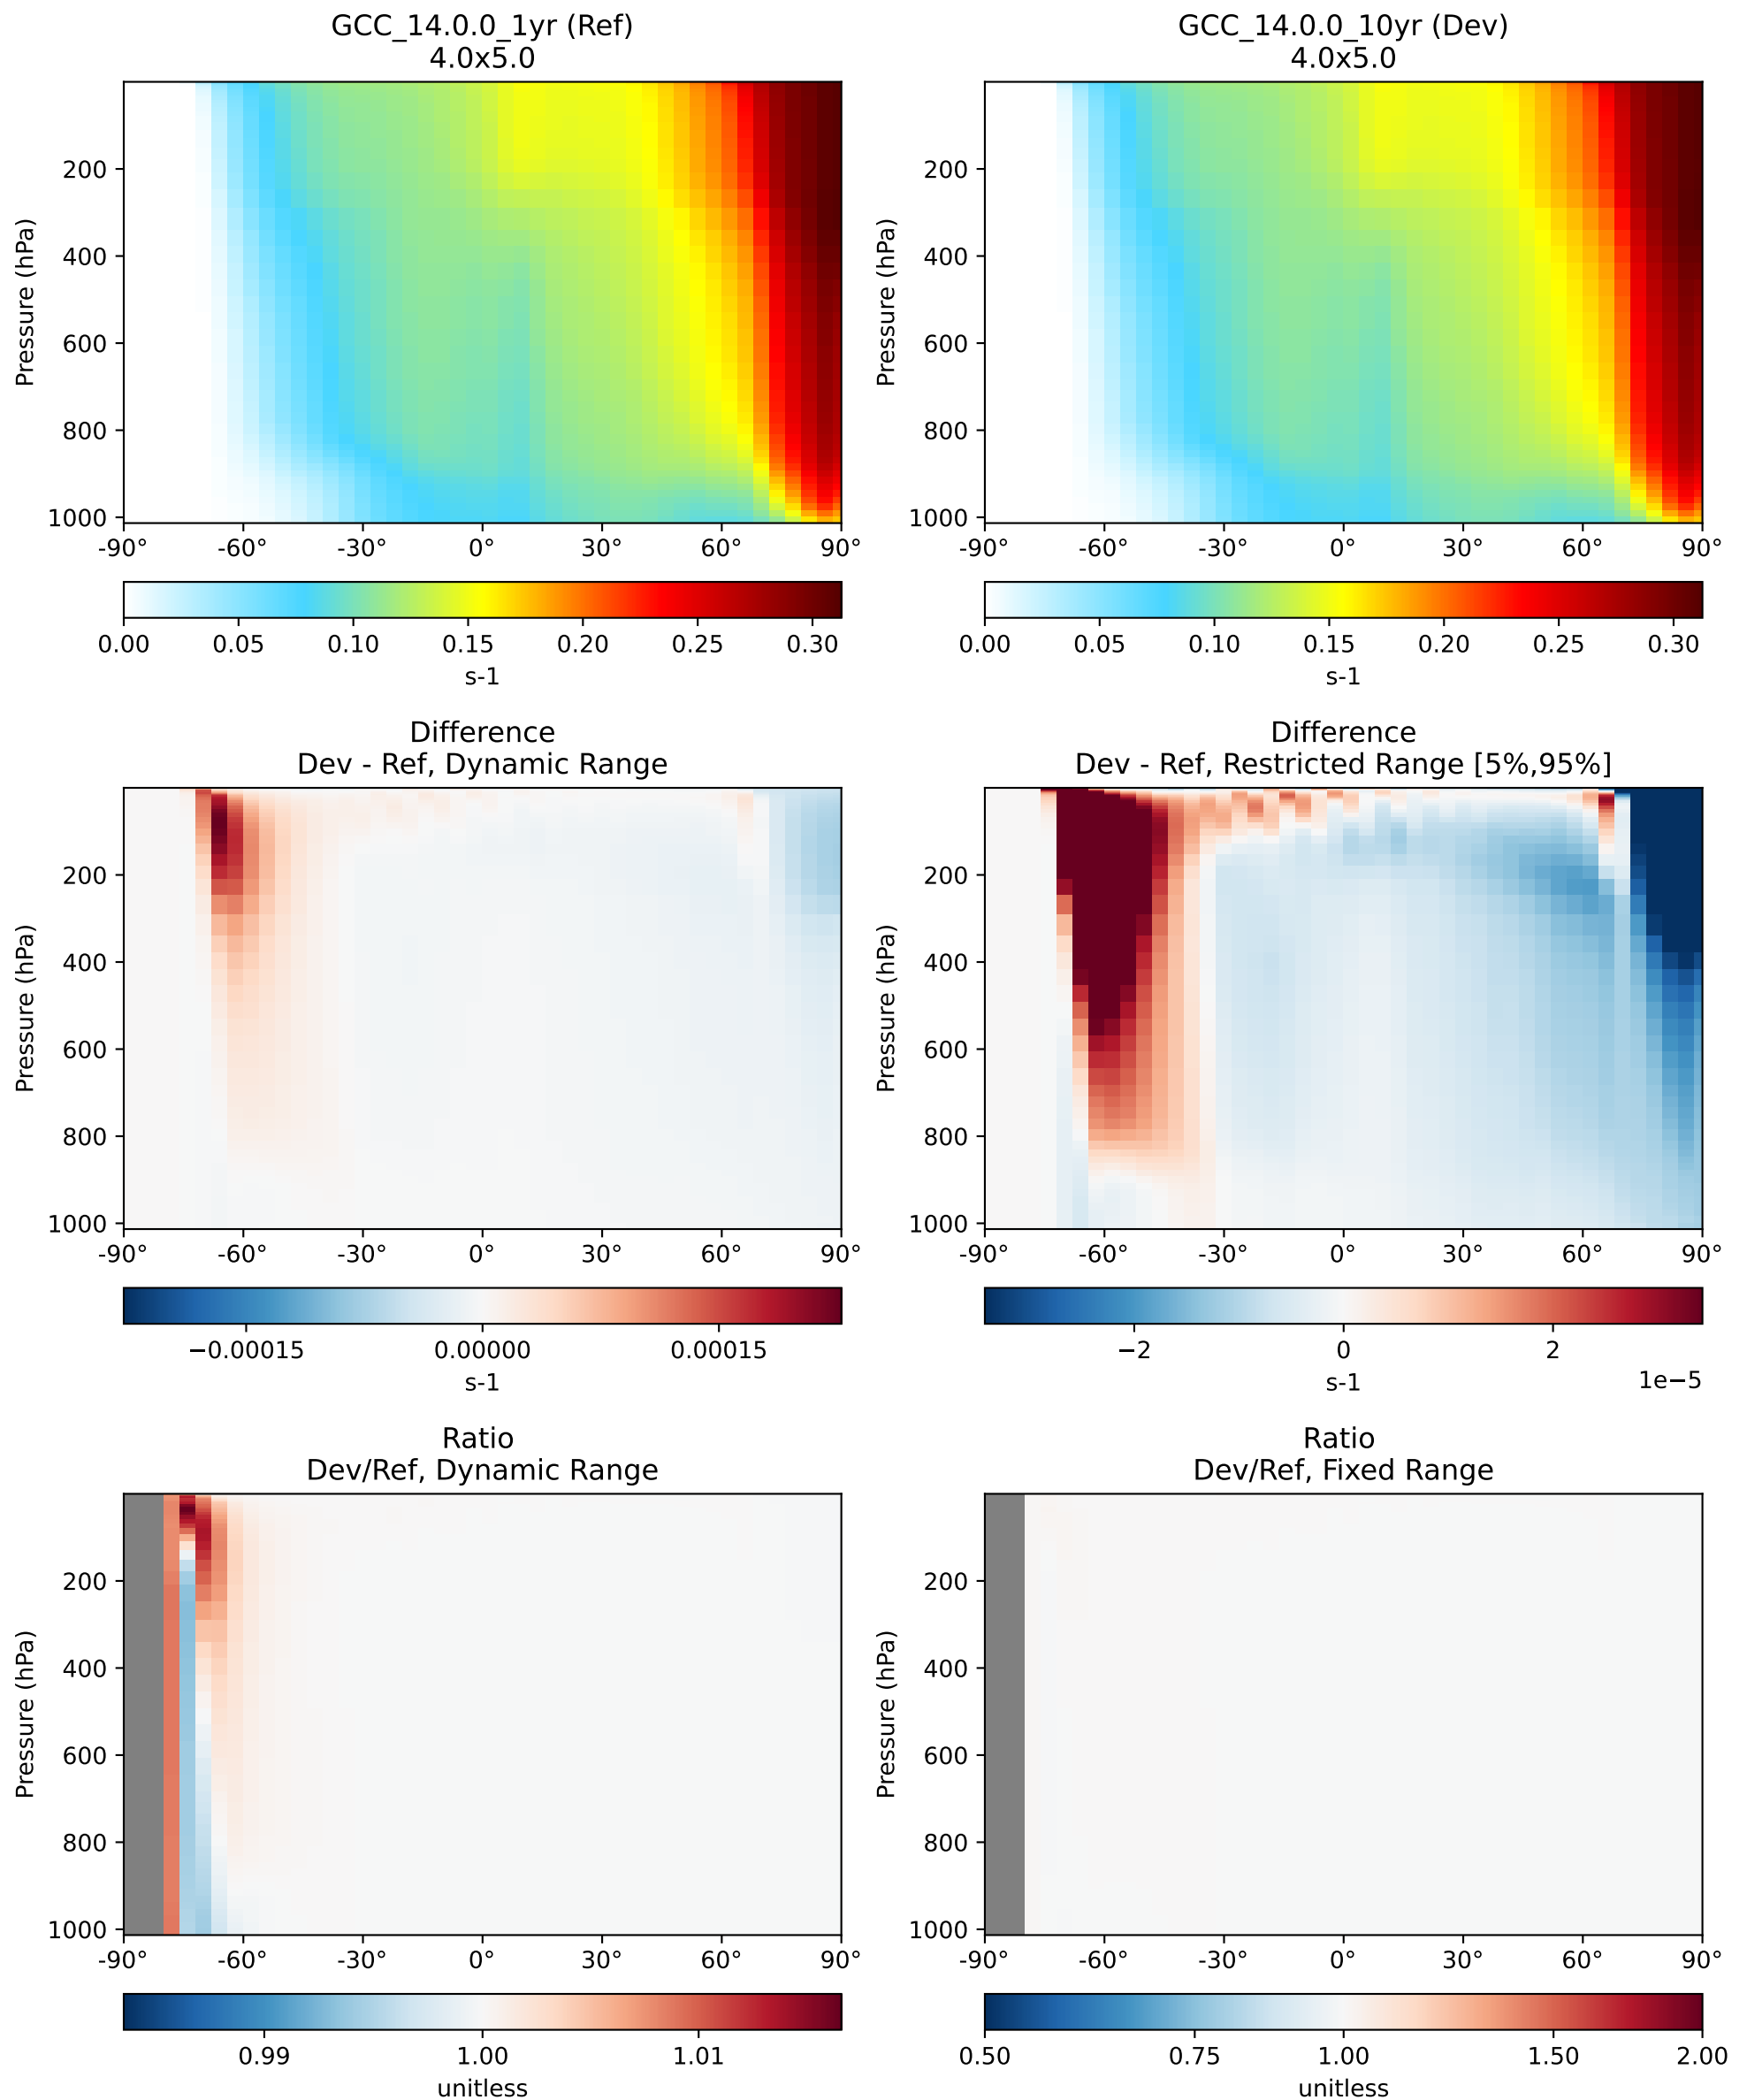 GCC_14.0.0_1yr (Ref)
4.0x5.0
Pressure (hPa)
200
400
600
800
1000
-90° -60° -30° 0° 30° 60° 90°
0.00 0.05 0.10 0.15 0.20 0.25 0.30
s-1
GCC_14.0.0_10yr (Dev)
4.0x5.0
Pressure (hPa)
200
400
600
800
1000
-90° -60° -30° 0° 30° 60° 90°
0.00 0.05 0.10 0.15 0.20 0.25 0.30
s-1
Difference
Dev - Ref, Dynamic Range
Pressure (hPa)
200
400
600
800
1000
-90° -60° -30° 0° 30° 60° 90°
−0.00015 0.00000 0.00015
s-1
Difference
Dev - Ref, Restricted Range [5%,95%]
Pressure (hPa)
200
400
600
800
1000
-90° -60° -30° 0° 30° 60° 90°
−2 0 2
1e−5
s-1
Ratio
Dev/Ref, Dynamic Range
Pressure (hPa)
200
400
600
800
1000
-90° -60° -30° 0° 30° 60° 90°
0.99 1.00 1.01
unitless
Ratio
Dev/Ref, Fixed Range
Pressure (hPa)
200
400
600
800
1000
-90° -60° -30° 0° 30° 60° 90°
0.50 0.75 1.00 1.50 2.00
unitless